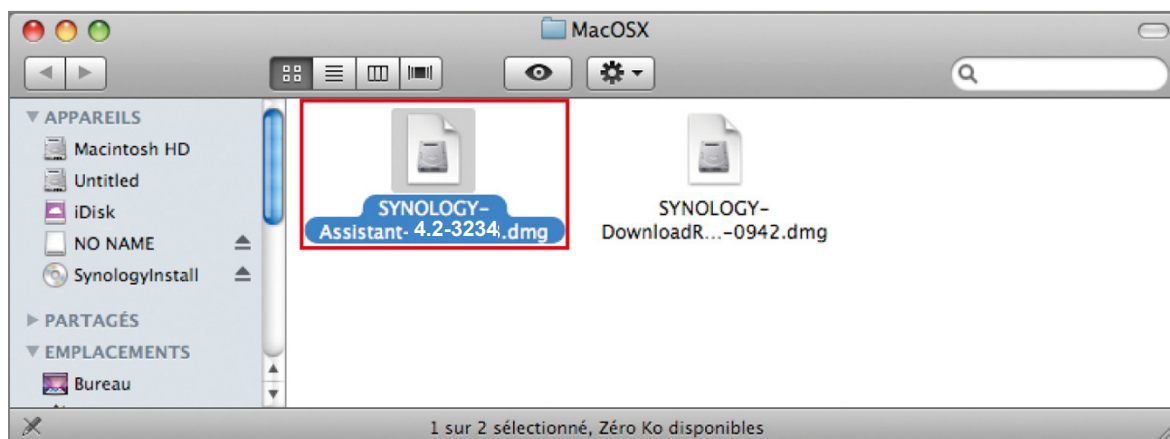 MacOSX
APPAREILS
Macintosh HD
Untitled
iDisk
NO NAME
SynologyInstall
PARTAGÉS
EMPLACEMENTS
Bureau
SYNOLOGY-
Assistant- 4.2-3234.dmg
SYNOLOGY-
DownloadR...-0942.dmg
1 sur 2 sélectionné, Zéro Ko disponibles